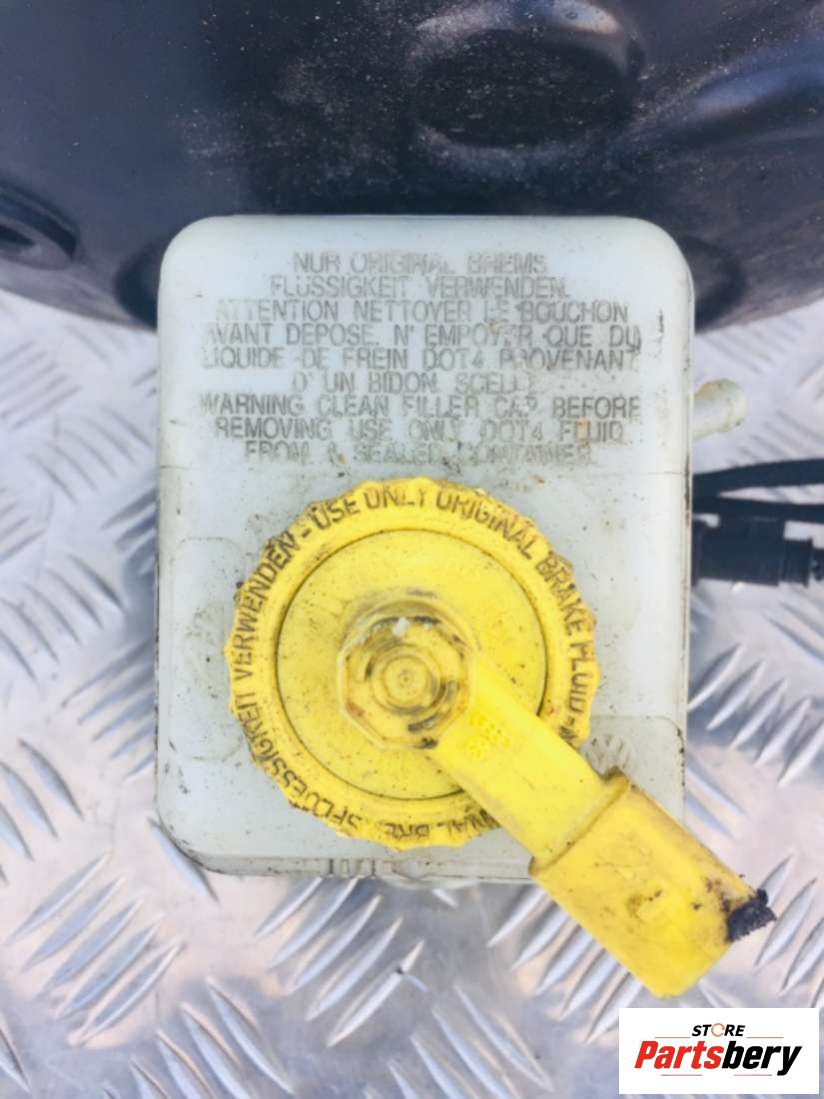 NUR ORIGINAL BREMS
FLUSSIGKEIT VERWENDEN.
ATTENTION NETTOYER LE BOUCHON
AVANT DEPOSE. N' EMPOYER QUE DU
LIQUIDE DE FREIN DOT4 PROVENANT
D' UN BIDON SCELLE
WARNING CLEAN FILLER CAP BEFORE
REMOVING USE ONLY DOT4 FLUID
FROM A SEALED CONTAINER
VERWENDEN - USE ONLY ORIGINAL BRAKE FLUID -
STORE
Partsbery